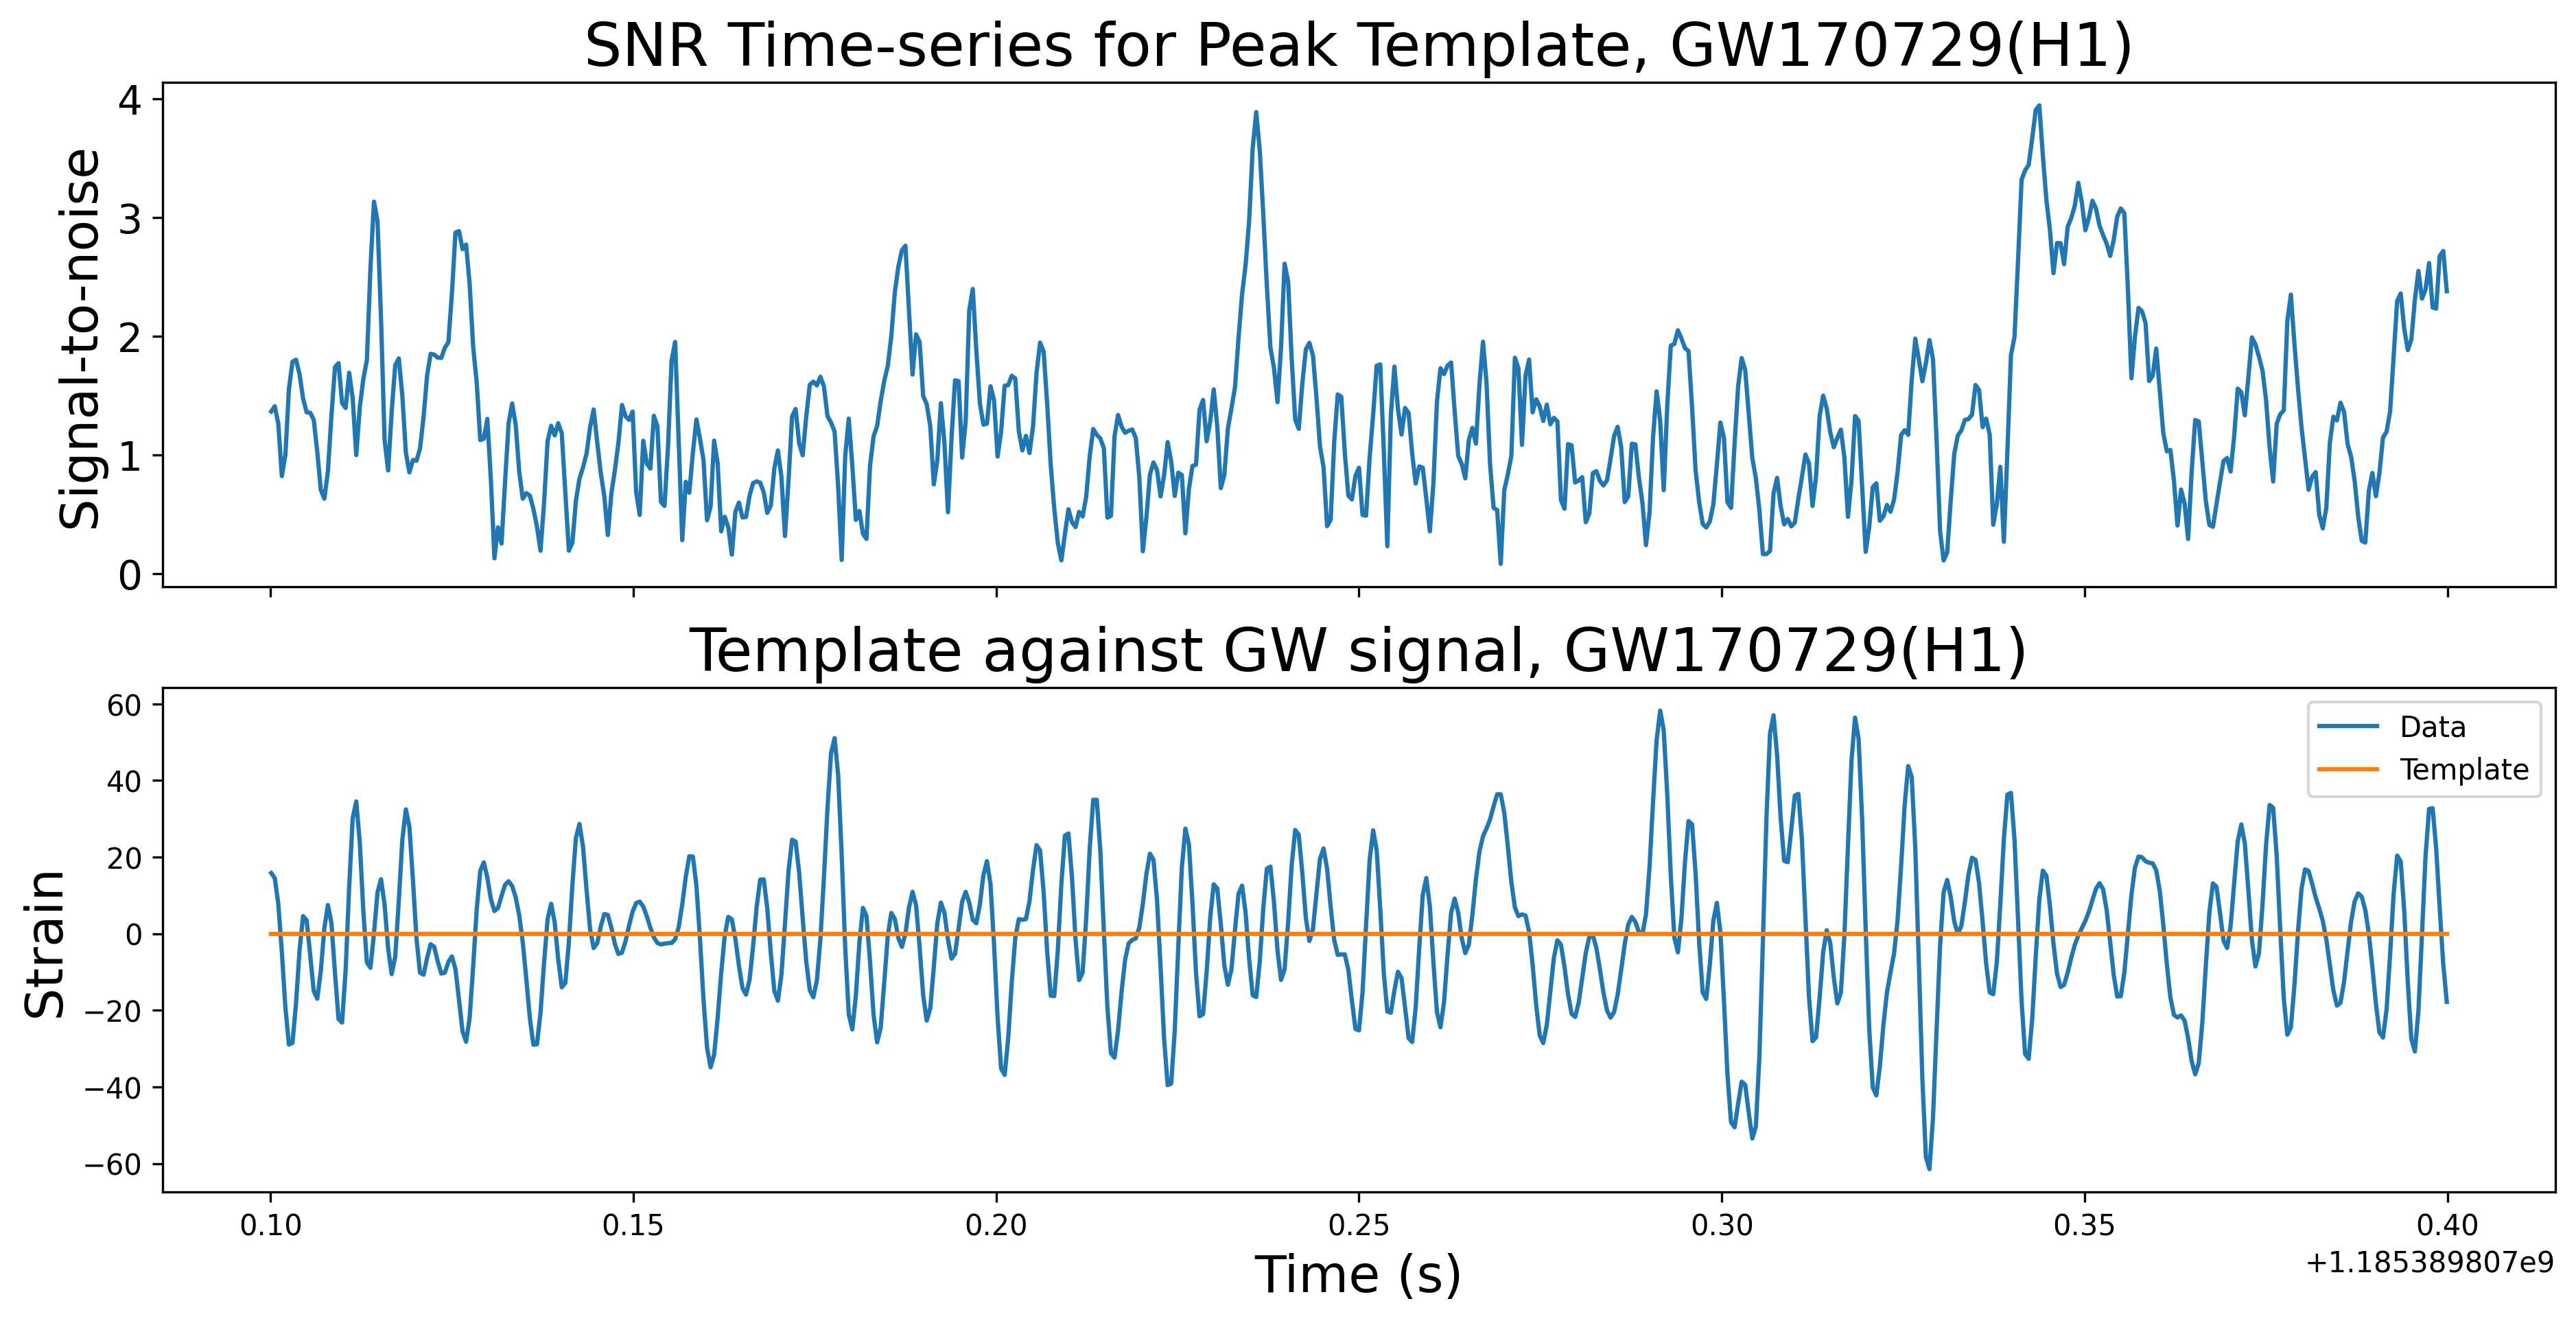 SNR Time-series for Peak Template, GW170729(H1)
4
3
2
1
0
Signal-to-noise
Template against GW signal, GW170729(H1)
60
40
20
0
−20
−40
−60
Strain
Data
Template
0.10 0.15 0.20 0.25 0.30 0.35 0.40
+1.185389807e9
Time (s)